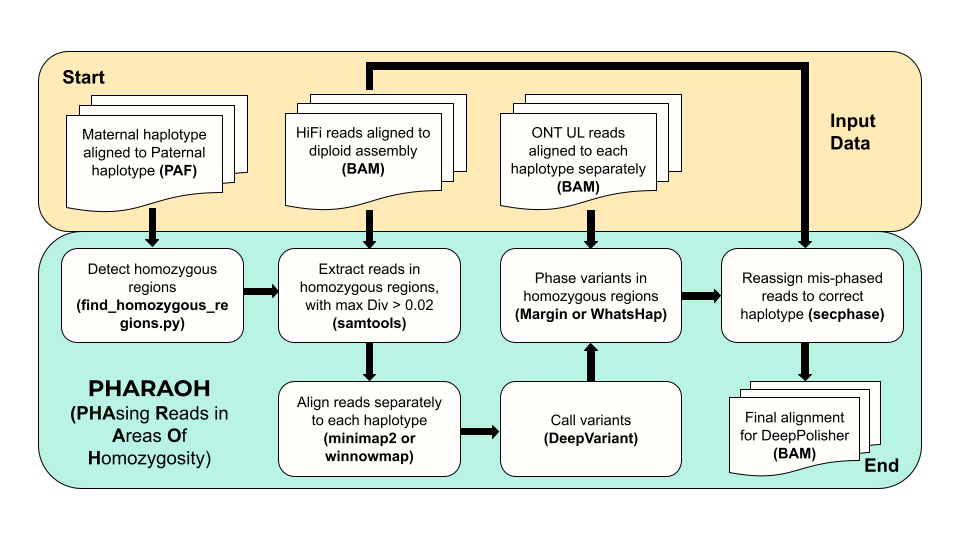 Start
Maternal haplotype
aligned to Paternal
haplotype (PAF)
HiFi reads aligned to
diploid assembly
(BAM)
ONT UL reads
aligned to each
haplotype separately
(BAM)
Input
Data
Detect homozygous
regions
(find_homozygous_re
gions.py)
Extract reads in
homozygous regions,
with max Div > 0.02
(samtools)
Phase variants in
homozygous regions
(Margin or WhatsHap)
Reassign mis-phased
reads to correct
haplotype (secphase)
PHARAOH
(PHAsing Reads in
Areas Of
Homozygosity)
Align reads separately
to each haplotype
(minimap2 or
winnowmap)
Call variants
(DeepVariant)
Final alignment
for DeepPolisher
(BAM)
End